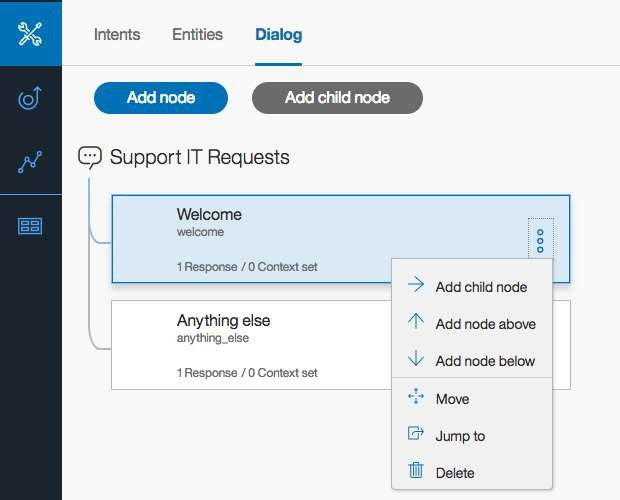 Intents Entities Dialog
Add node Add child node
Support IT Requests
Welcome
welcome
1 Response / 0 Context set
Add child node
Anything else
Add node above
anything_else
Add node below
1 Response / 0 Context set
Move
Jump to
Delete